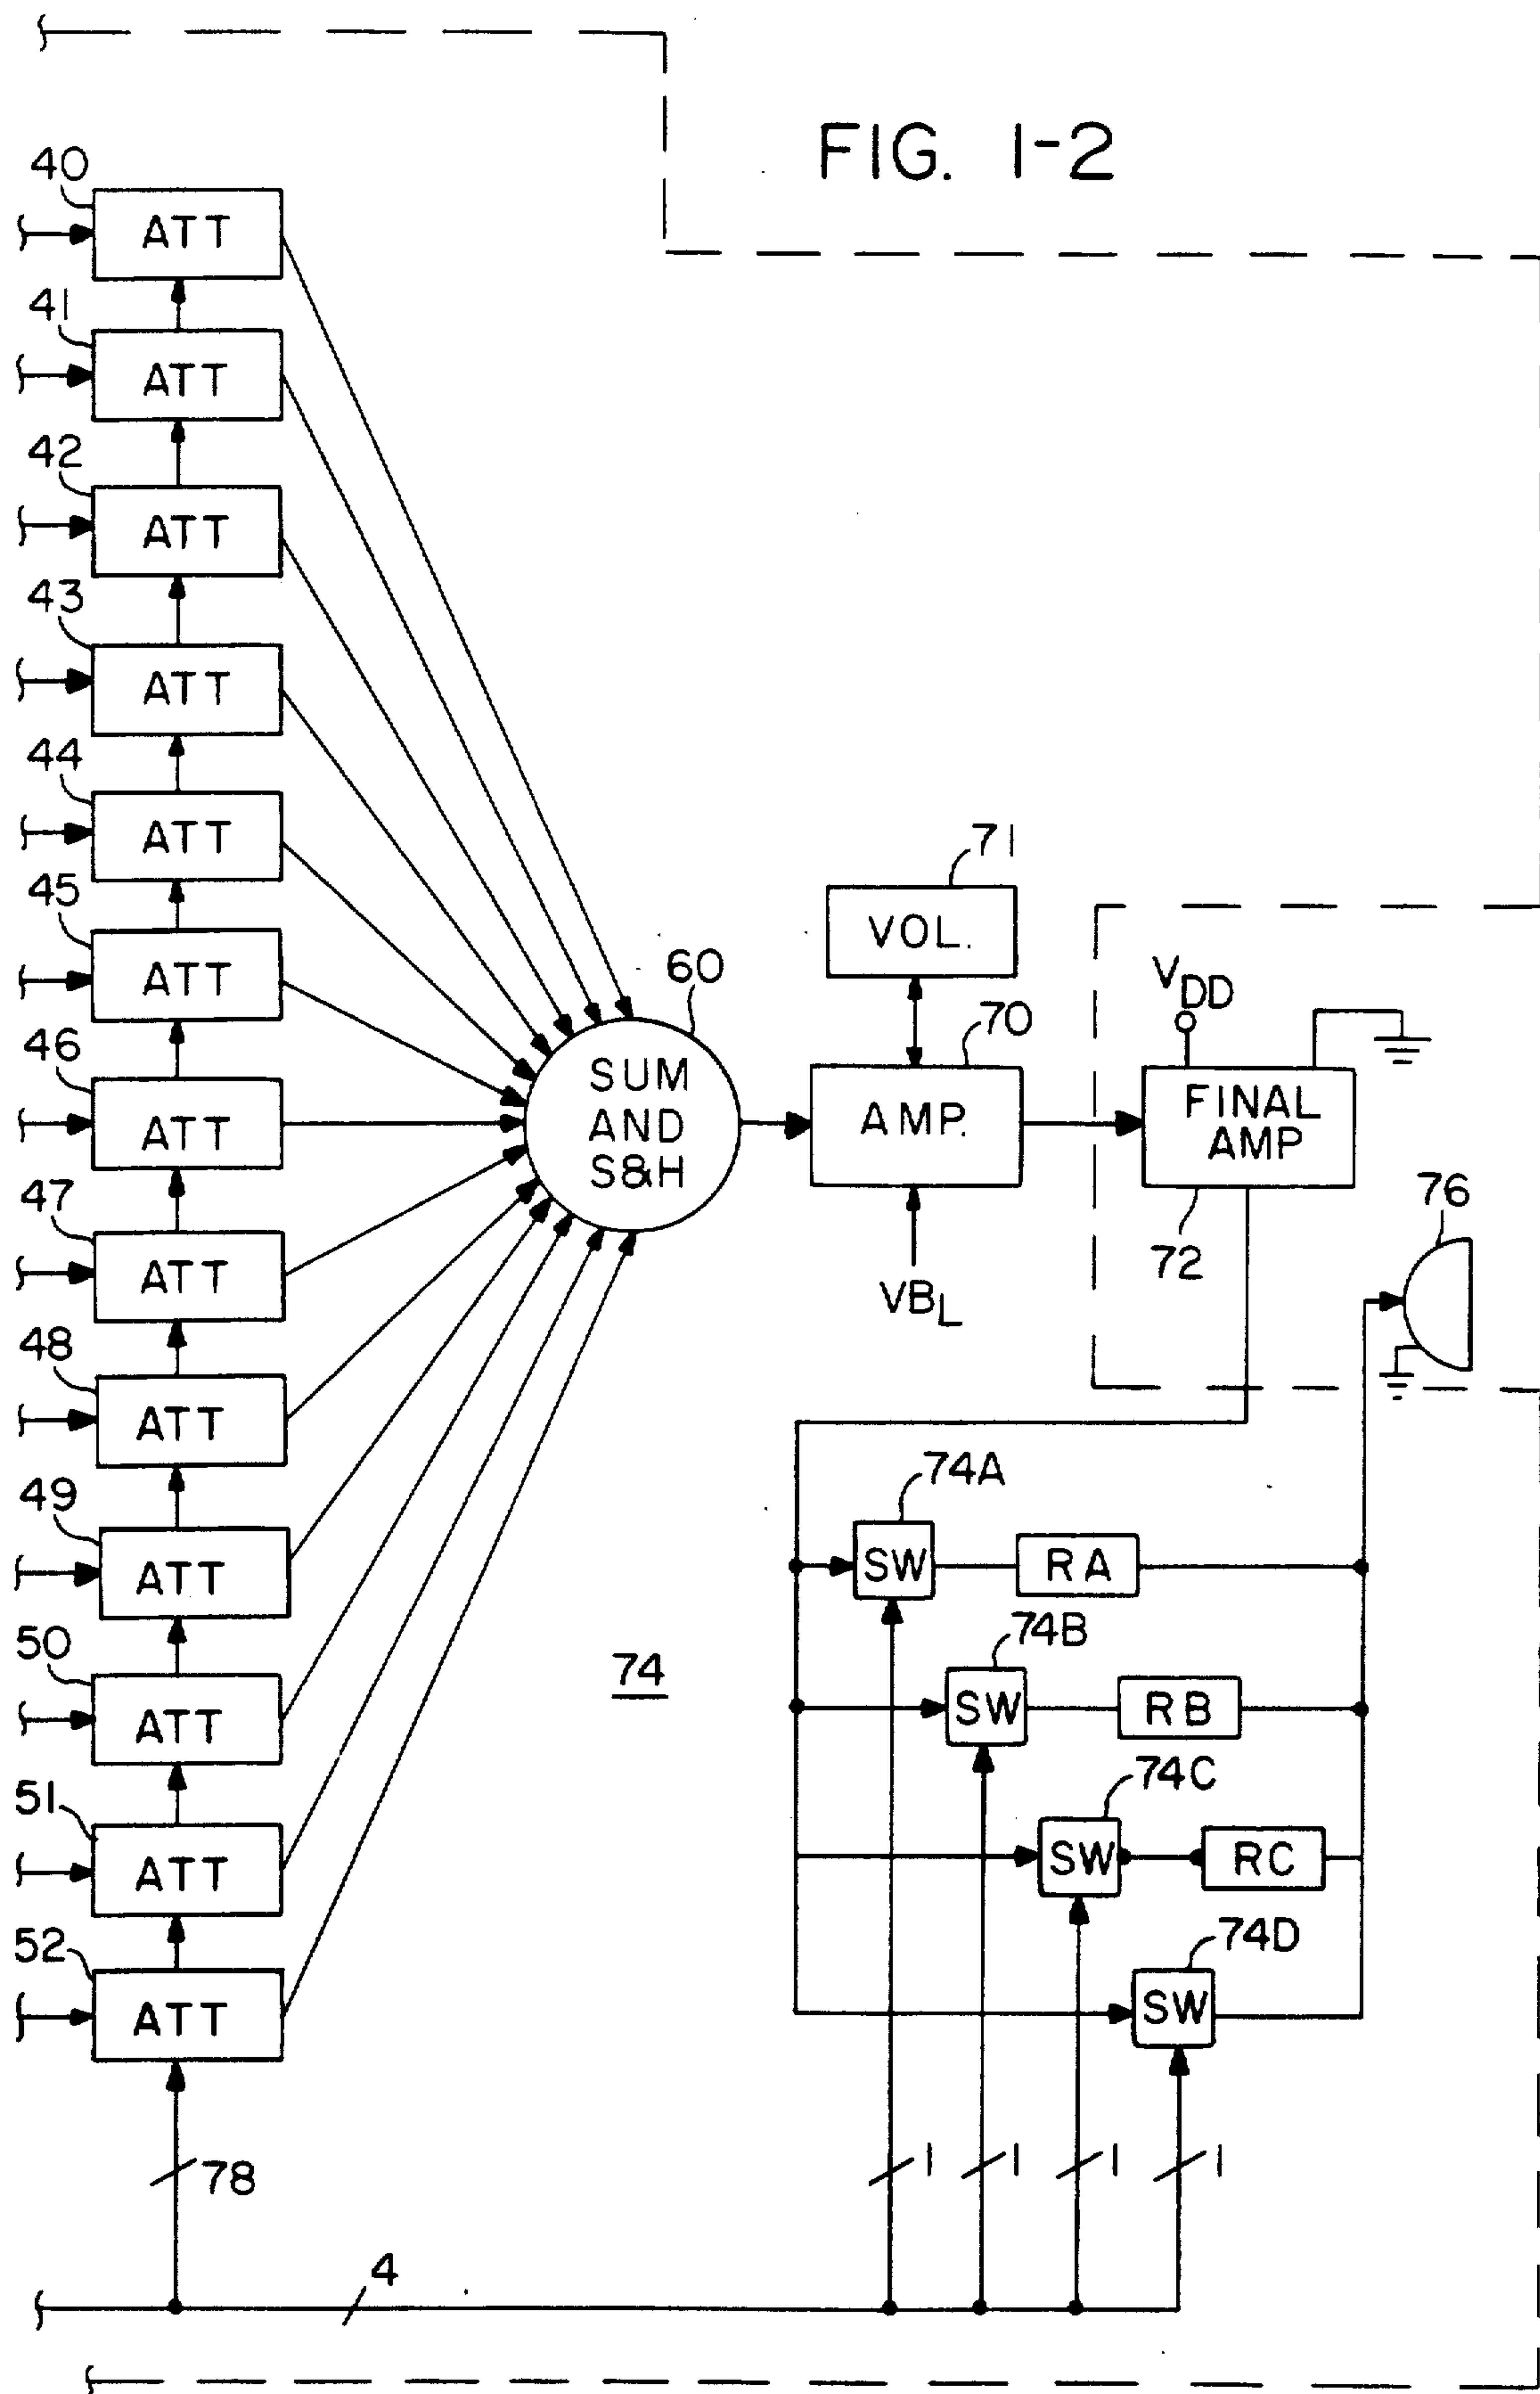 FIG. 1-2
40
ATT
41
ATT
42
ATT
43
ATT
44
ATT
45
ATT
46
ATT
47
ATT
48
ATT
49
ATT
50
ATT
51
ATT
52
ATT
78
4
60
SUM
AND
S&H
71
VOL.
70
AMP.
VBL
VDD
FINAL
AMP
72
76
74
74A
SW
RA
74B
SW
RB
74C
SW
RC
74D
SW
1
1
1
1